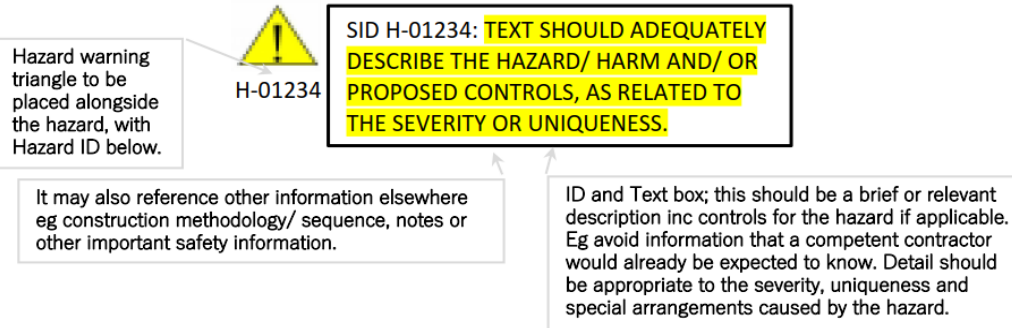 Hazard warning
triangle to be
placed alongside
the hazard, with
Hazard ID below.
H-01234
SID H-01234: TEXT SHOULD ADEQUATELY
DESCRIBE THE HAZARD/ HARM AND/ OR
PROPOSED CONTROLS, AS RELATED TO
THE SEVERITY OR UNIQUENESS.
It may also reference other information elsewhere
eg construction methodology/ sequence, notes or
other important safety information.
ID and Text box; this should be a brief or relevant
description inc controls for the hazard if applicable.
Eg avoid information that a competent contractor
would already be expected to know. Detail should
be appropriate to the severity, uniqueness and
special arrangements caused by the hazard.